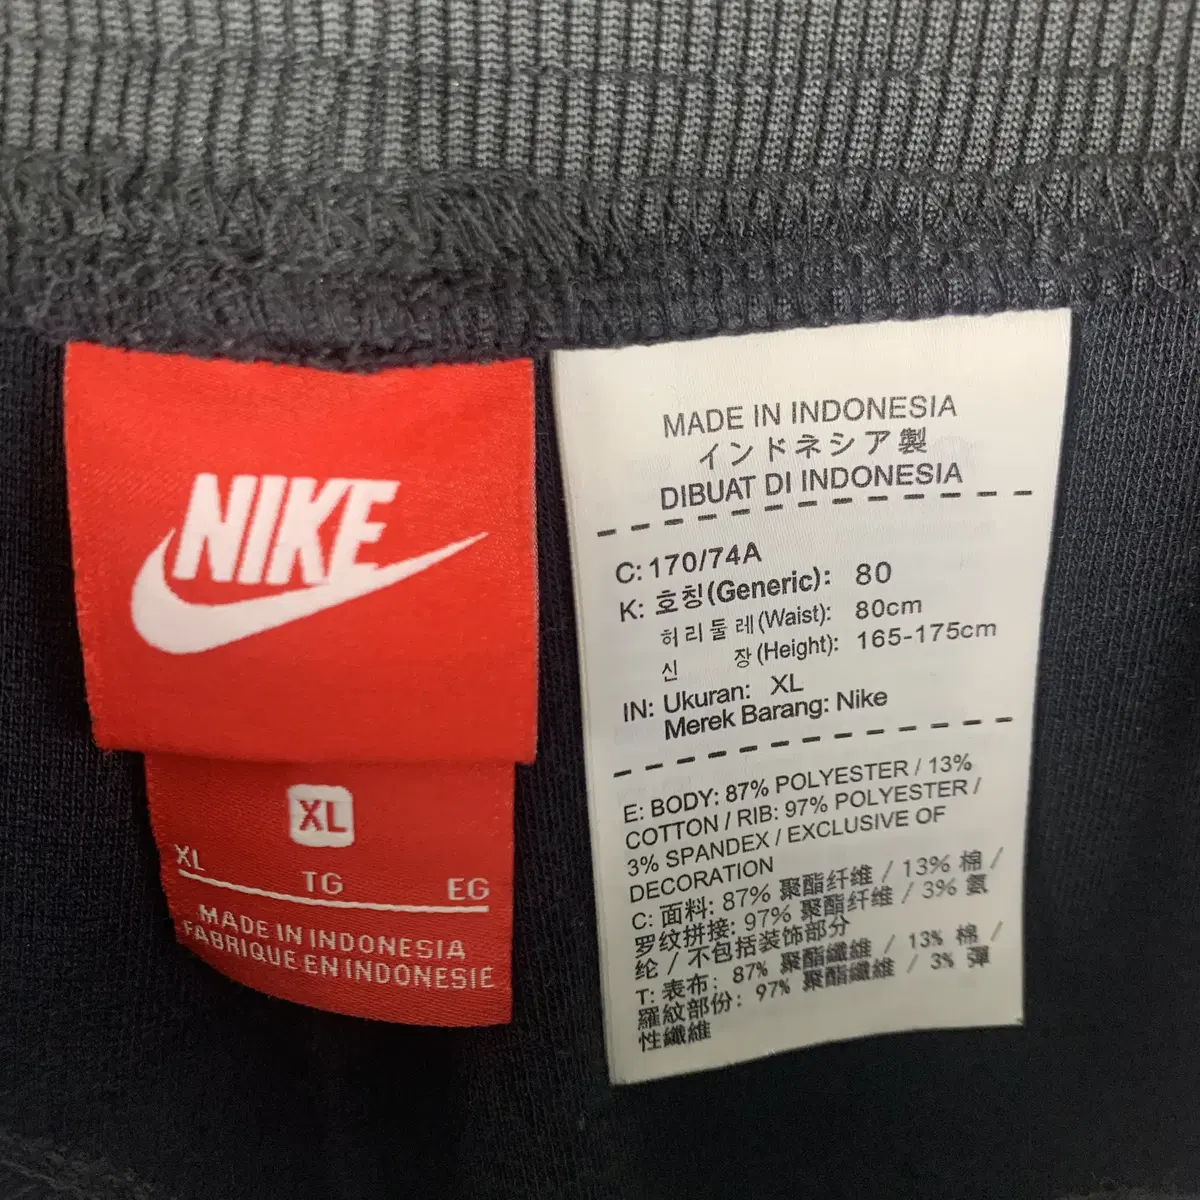 NIKE
XL
XL TG EG
MADE IN INDONESIA
FABRIQUE EN INDONESIE
MADE IN INDONESIA
インドネシア製
DIBUAT DI INDONESIA
C: 170/74A
K: 호칭(Generic): 80
허리둘레(Waist): 80cm
신 장(Height): 165-175cm
IN: Ukuran: XL
Merek Barang: Nike
E: BODY: 87% POLYESTER / 13%
COTTON / RIB: 97% POLYESTER /
3% SPANDEX / EXCLUSIVE OF
DECORATION
C: 面料: 87% 聚酯纤维 / 13% 棉 /
罗纹拼接: 97% 聚酯纤维 / 3% 氨
纶 / 不包括装饰部分
T: 表布: 87% 聚酯纖維 / 13% 棉 /
羅紋部份: 97% 聚酯纖維 / 3% 彈
性纖維